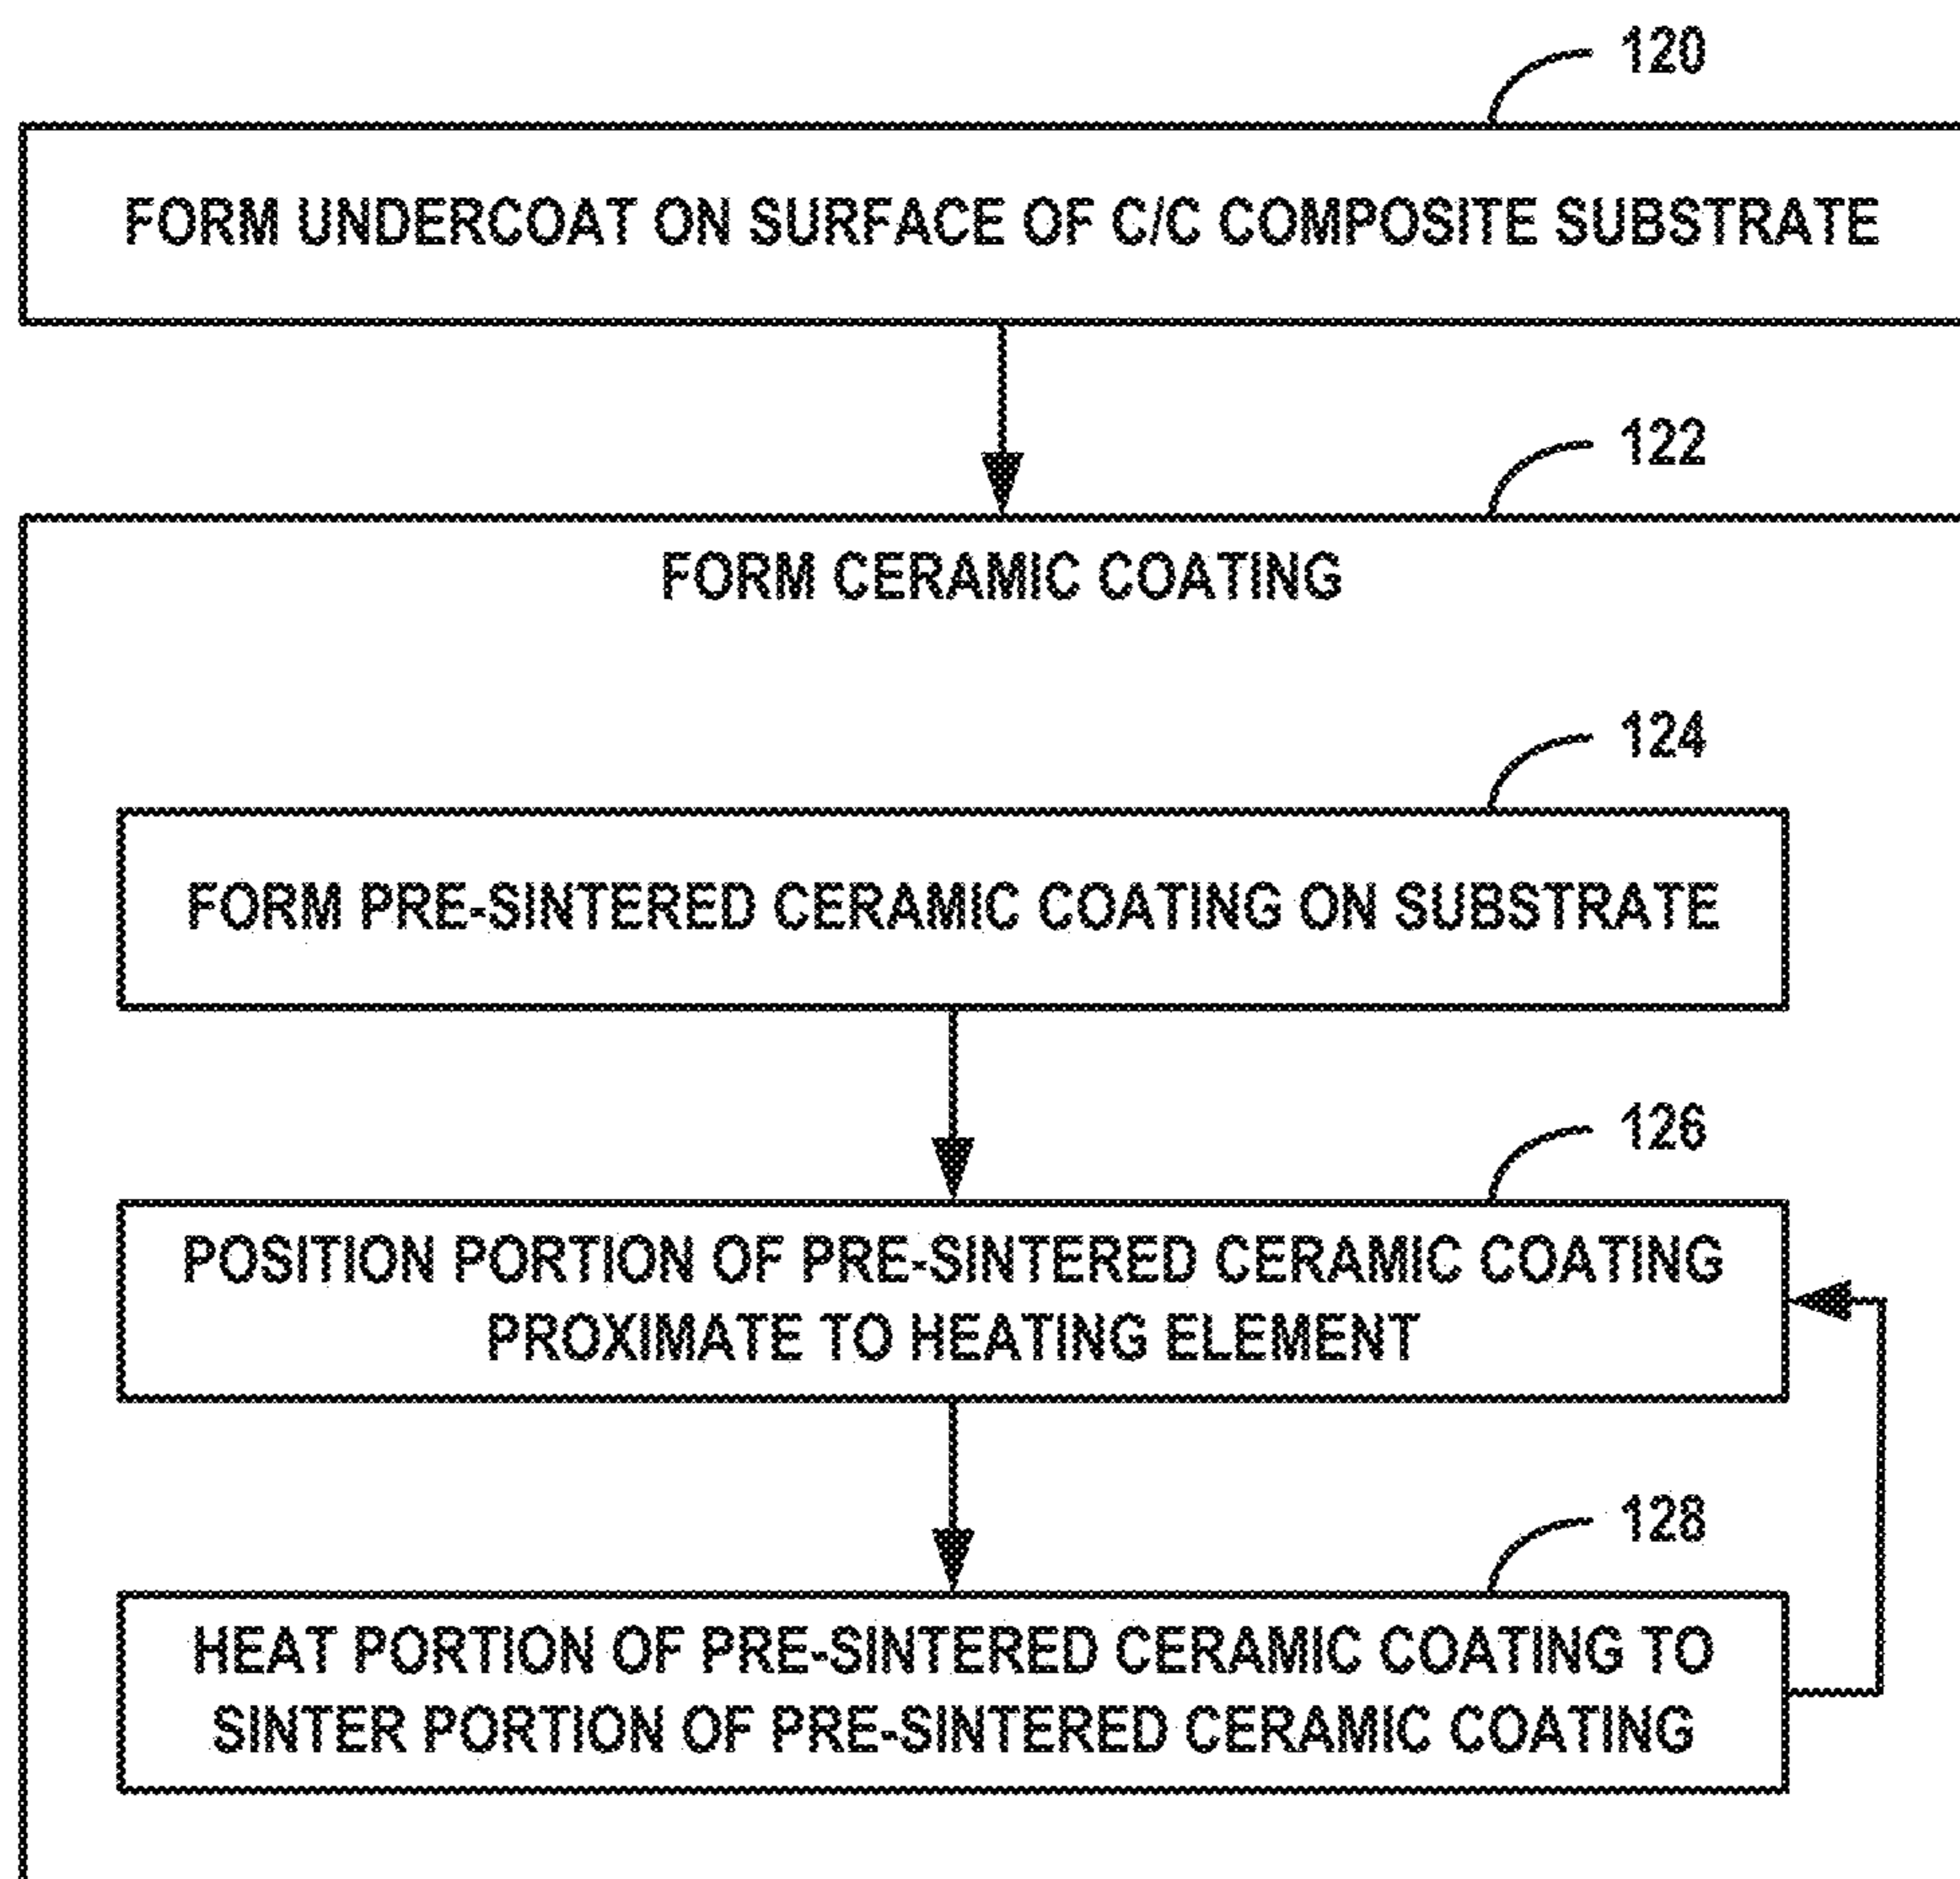 120
FORM UNDERCOAT ON SURFACE OF C/C COMPOSITE SUBSTRATE
122
FORM CERAMIC COATING
124
FORM PRE-SINTERED CERAMIC COATING ON SUBSTRATE
126
POSITION PORTION OF PRE-SINTERED CERAMIC COATING
PROXIMATE TO HEATING ELEMENT
128
HEAT PORTION OF PRE-SINTERED CERAMIC COATING TO
SINTER PORTION OF PRE-SINTERED CERAMIC COATING